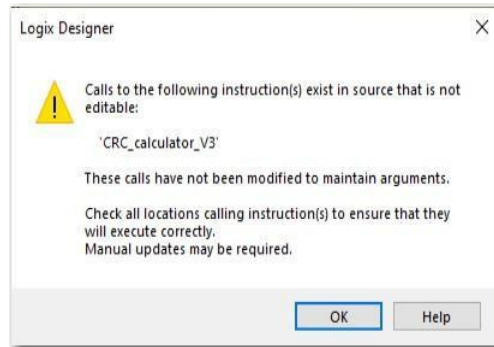 Logix Designer
Calls to the following instruction(s) exist in source that is not
editable:
'CRC_calculator_V3'
These calls have not been modified to maintain arguments.
Check all locations calling instruction(s) to ensure that they
will execute correctly.
Manual updates may be required.
OK
Help